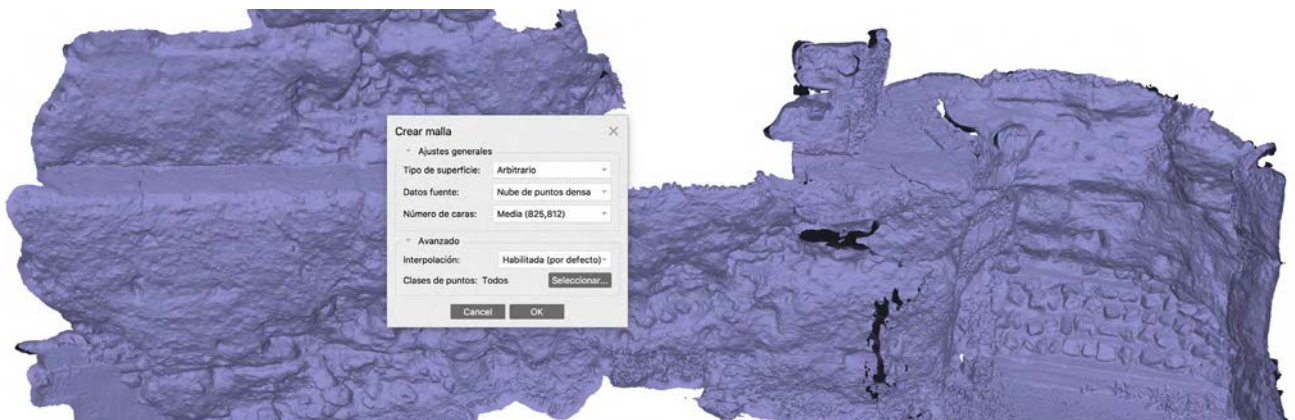 Crear malla
Ajustes generales
Tipo de superficie: Arbitrario
Datos fuente: Nube de puntos densa
Número de caras: Media (825,812)
Avanzado
Interpolación: Habilitada (por defecto)
Clases de puntos: Todos Seleccionar...
Cancel OK